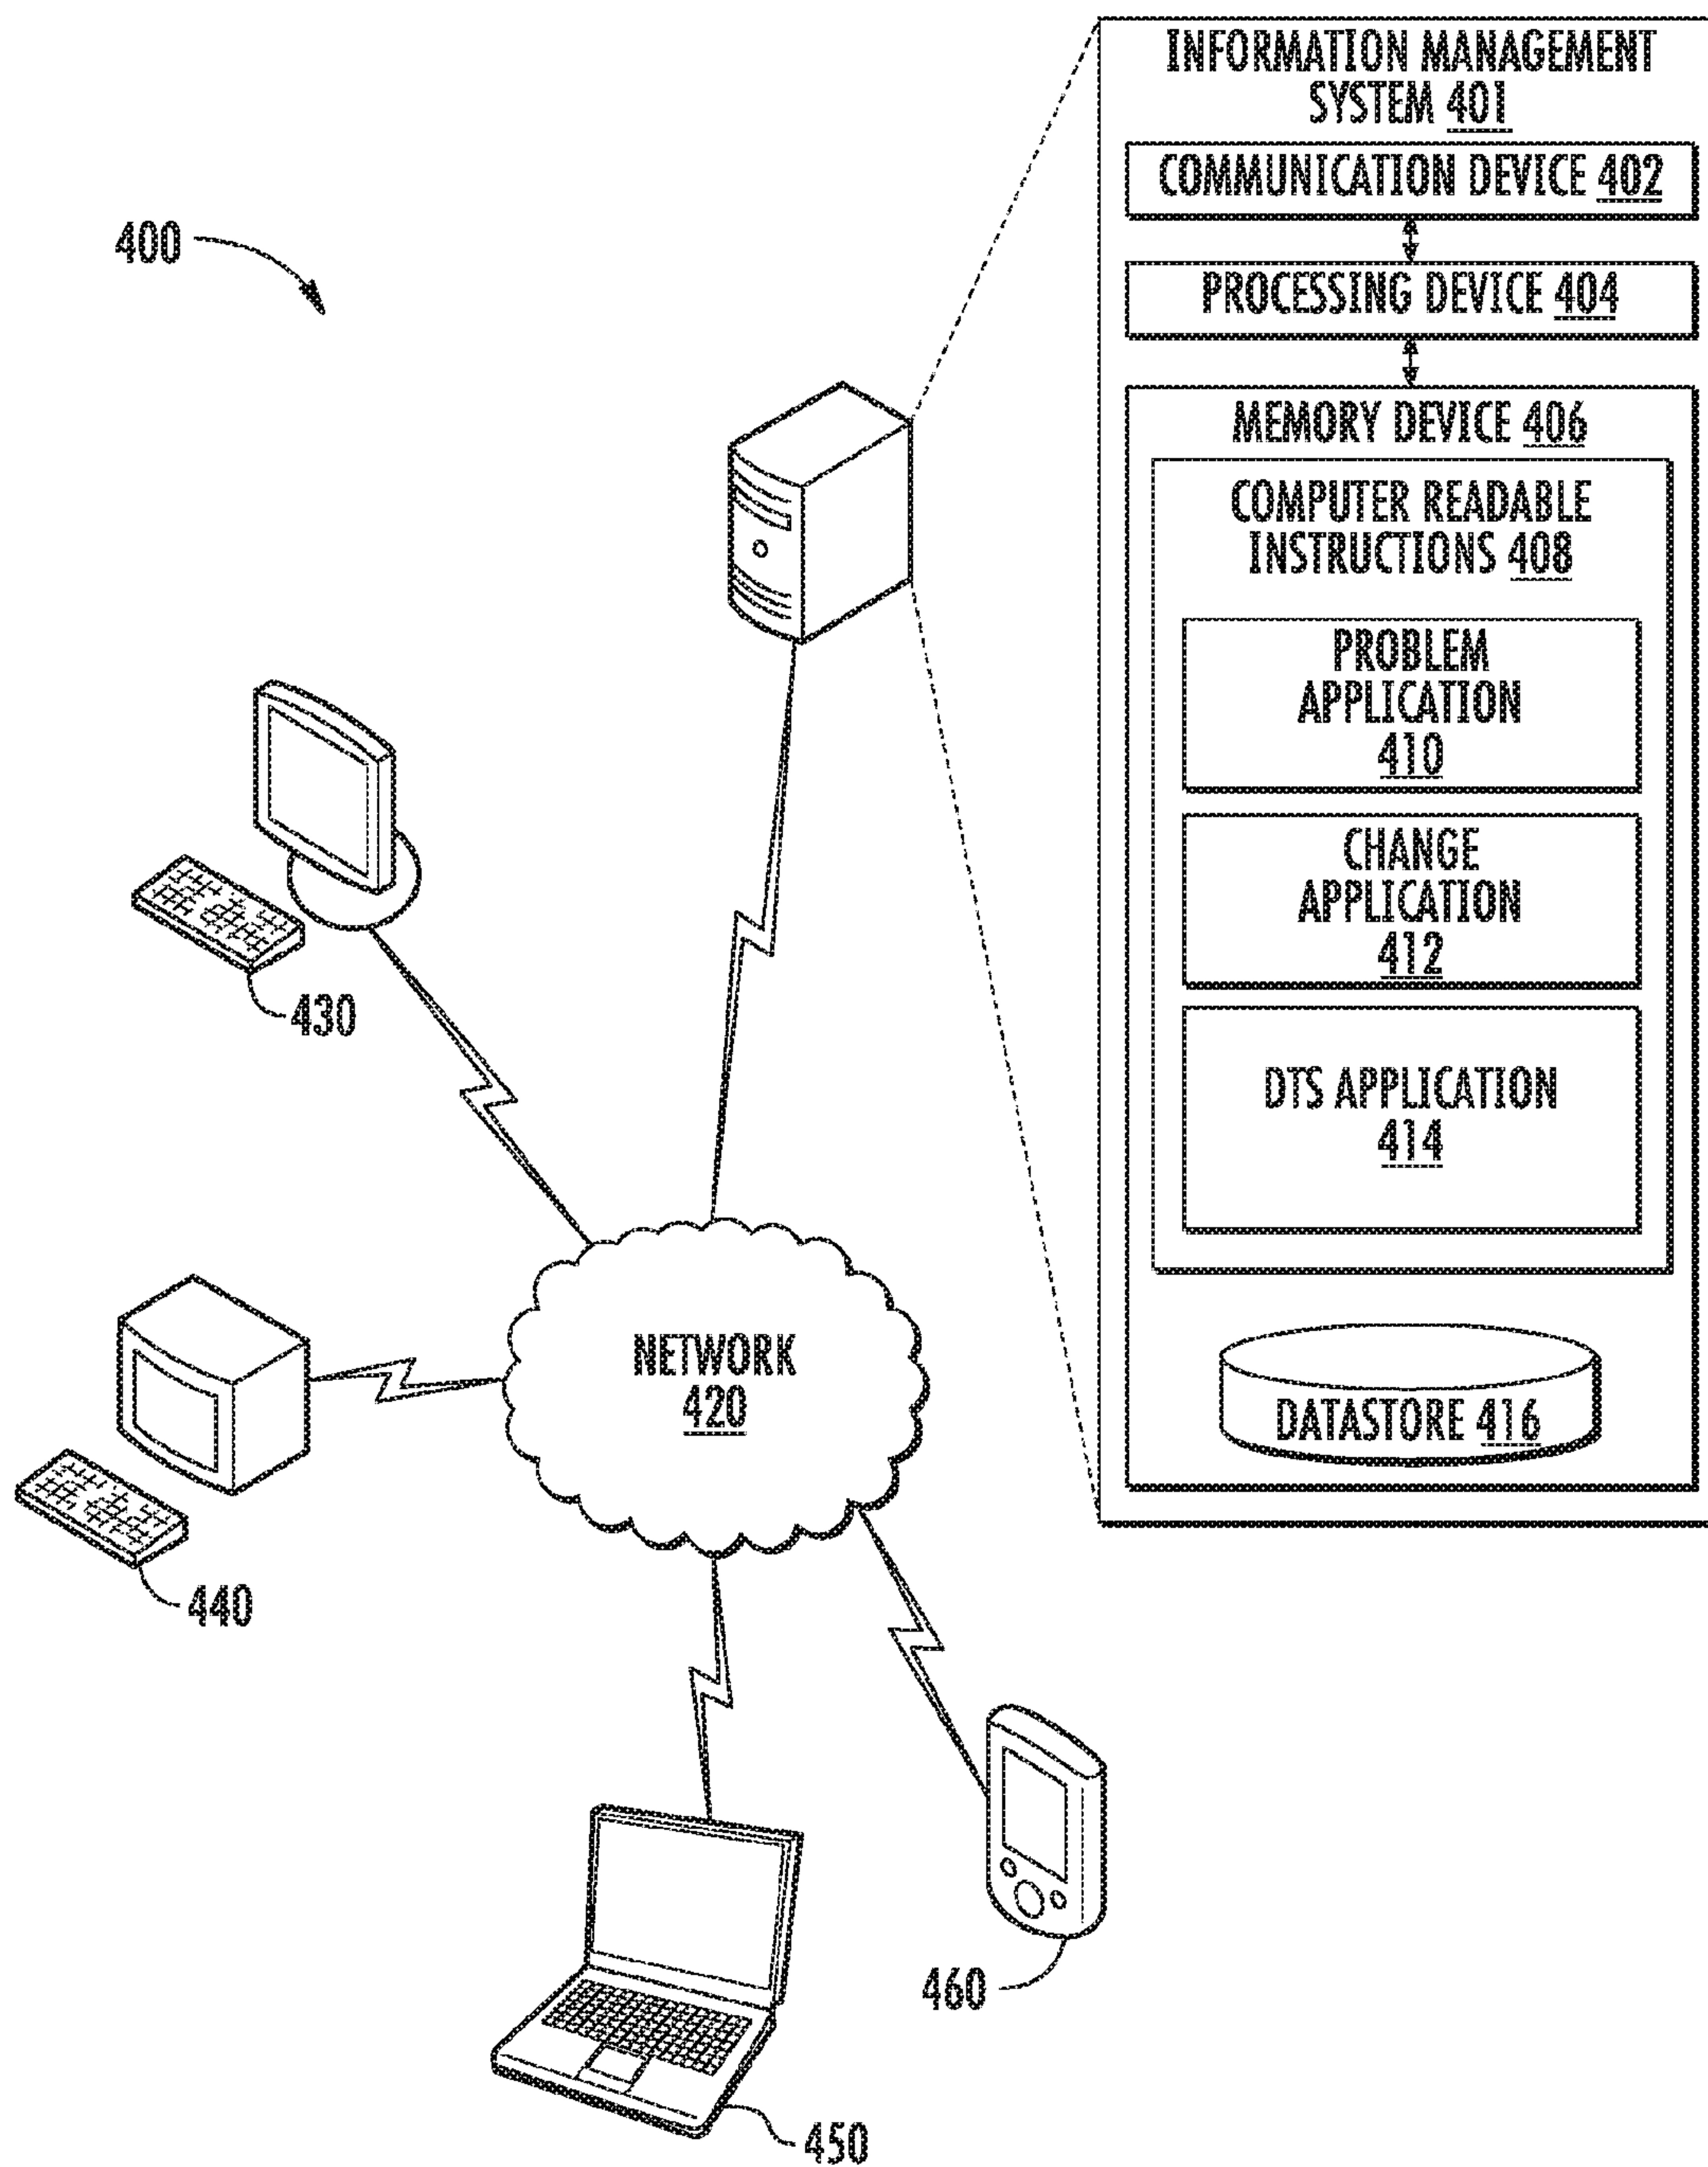 INFORMATION MANAGEMENT
SYSTEM 401
COMMUNICATION DEVICE 402
400
PROCESSING DEVICE 404
MEMORY DEVICE 406
COMPUTER READABLE
INSTRUCTIONS 408
PROBLEM
APPLICATION
410
CHANGE
APPLICATION
412
430
DTS APPLICATION
414
NETWORK
420
DATASTORE 416
440
460
450